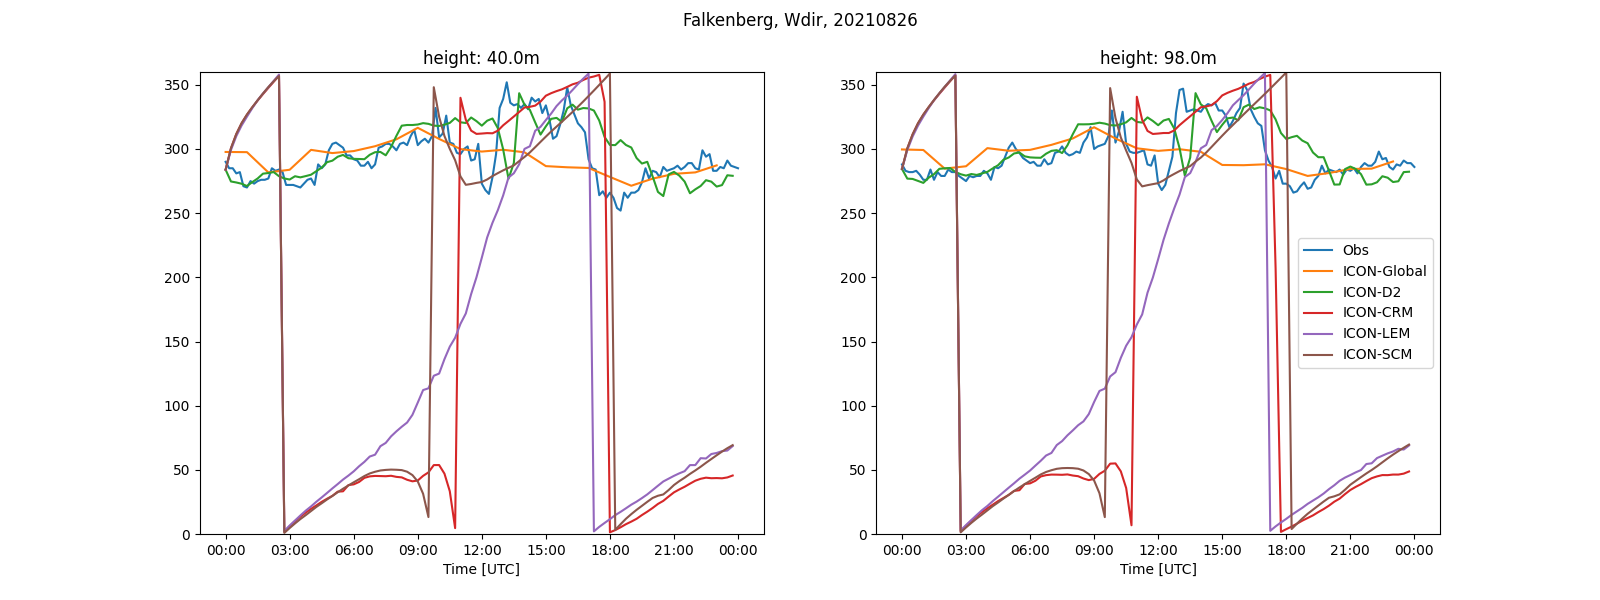 Falkenberg, Wdir, 20210826
height: 40.0m
350
300
250
200
150
100
50
0
00:00 03:00 06:00 09:00 12:00 15:00 18:00 21:00 00:00
Time [UTC]
height: 98.0m
350
300
250
200
150
100
50
0
Obs
ICON-Global
ICON-D2
ICON-CRM
ICON-LEM
ICON-SCM
00:00 03:00 06:00 09:00 12:00 15:00 18:00 21:00 00:00
Time [UTC]